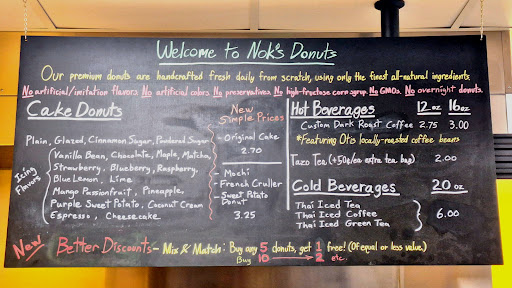 Welcome to Nok's Donuts
Our premium donuts are handcrafted fresh daily from scratch, using only the finest all-natural ingredients.
No artificial/imitation flavors No artificial colors No preservatives No high-fructose corn syrup No GMOs. No overnight donuts.
Cake Donuts
New
Simple Prices
Plain, Glazed, Cinnamon Sugar, Powdered Sugar
Icing Flavors
Vanilla Bean, Chocolate, Maple, Matcha,
Strawberry, Blueberry, Raspberry,
Blue Lemon, Lime
Mango Passionfruit, Pineapple,
Purple Sweet Potato, Coconut Cream
Espresso, Cheesecake
- Original Cake
2.70
- Mochi
- French Cruller
- Sweet Potato
Donut
3.25
Hot Beverages 12 oz 16 oz
Custom Dark Roast Coffee 2.75 3.00
*Featuring Otis locally-roasted coffee beans
Tazo Tea (+50¢/ea extra tea bag) 2.00
Cold Beverages 20 oz
Thai Iced Tea
Thai Iced Coffee
Thai Iced Green Tea
6.00
New Better Discounts - Mix & Match: Buy any 5 donuts, get 1 free! (Of equal or less value.)
Buy 10 → 2 etc.